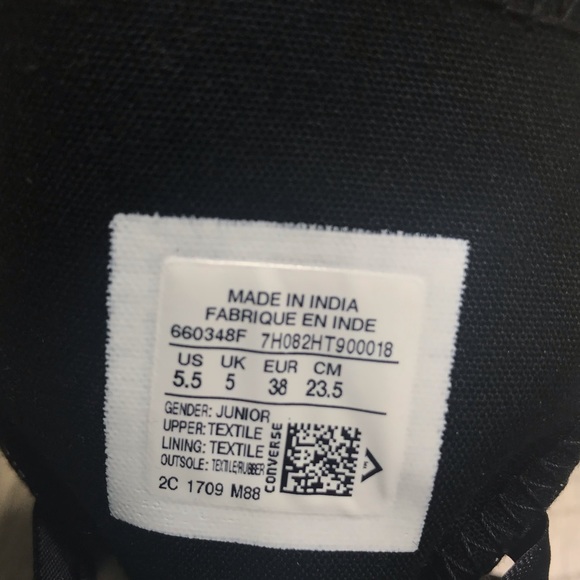 MADE IN INDIA
FABRIQUE EN INDE
660348F 7H082HT900018
US UK EUR CM
5.5 5 38 23.5
GENDER: JUNIOR
UPPER: TEXTILE
LINING: TEXTILE
OUTSOLE: TEXTILE/RUBBER
CONVERSE
E
2C 1709 M88